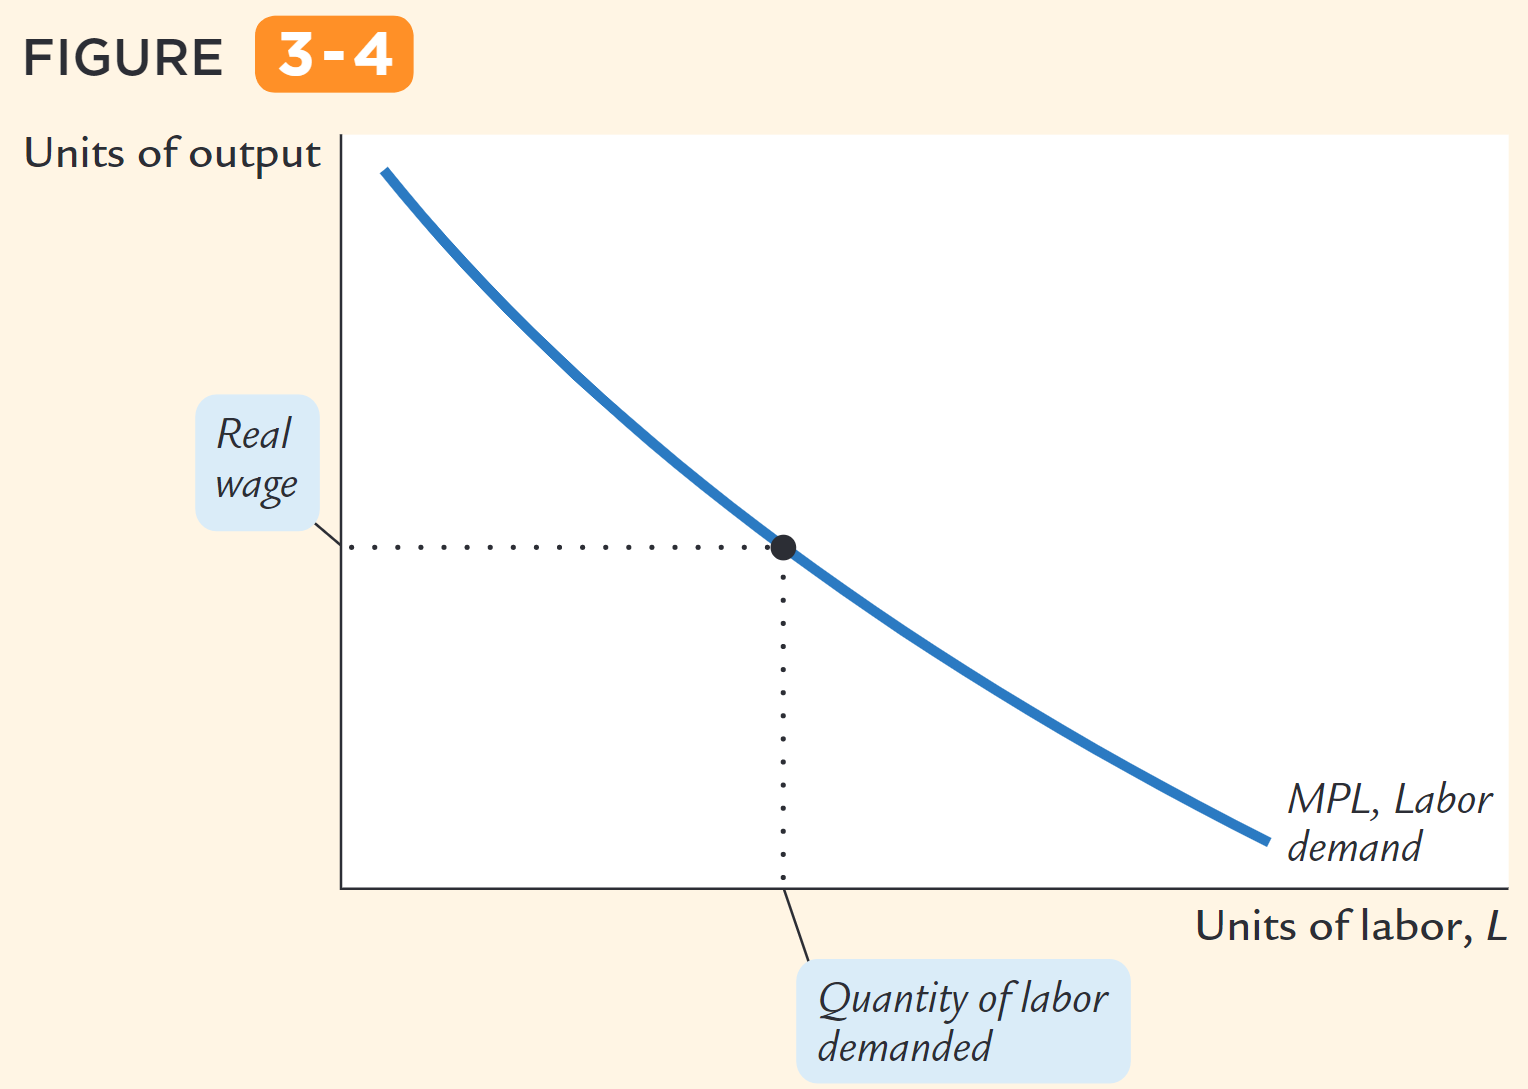 FIGURE 3-4
Units of output
Real
wage
MPL, Labor
demand
Units of labor, L
Quantity of labor
demanded